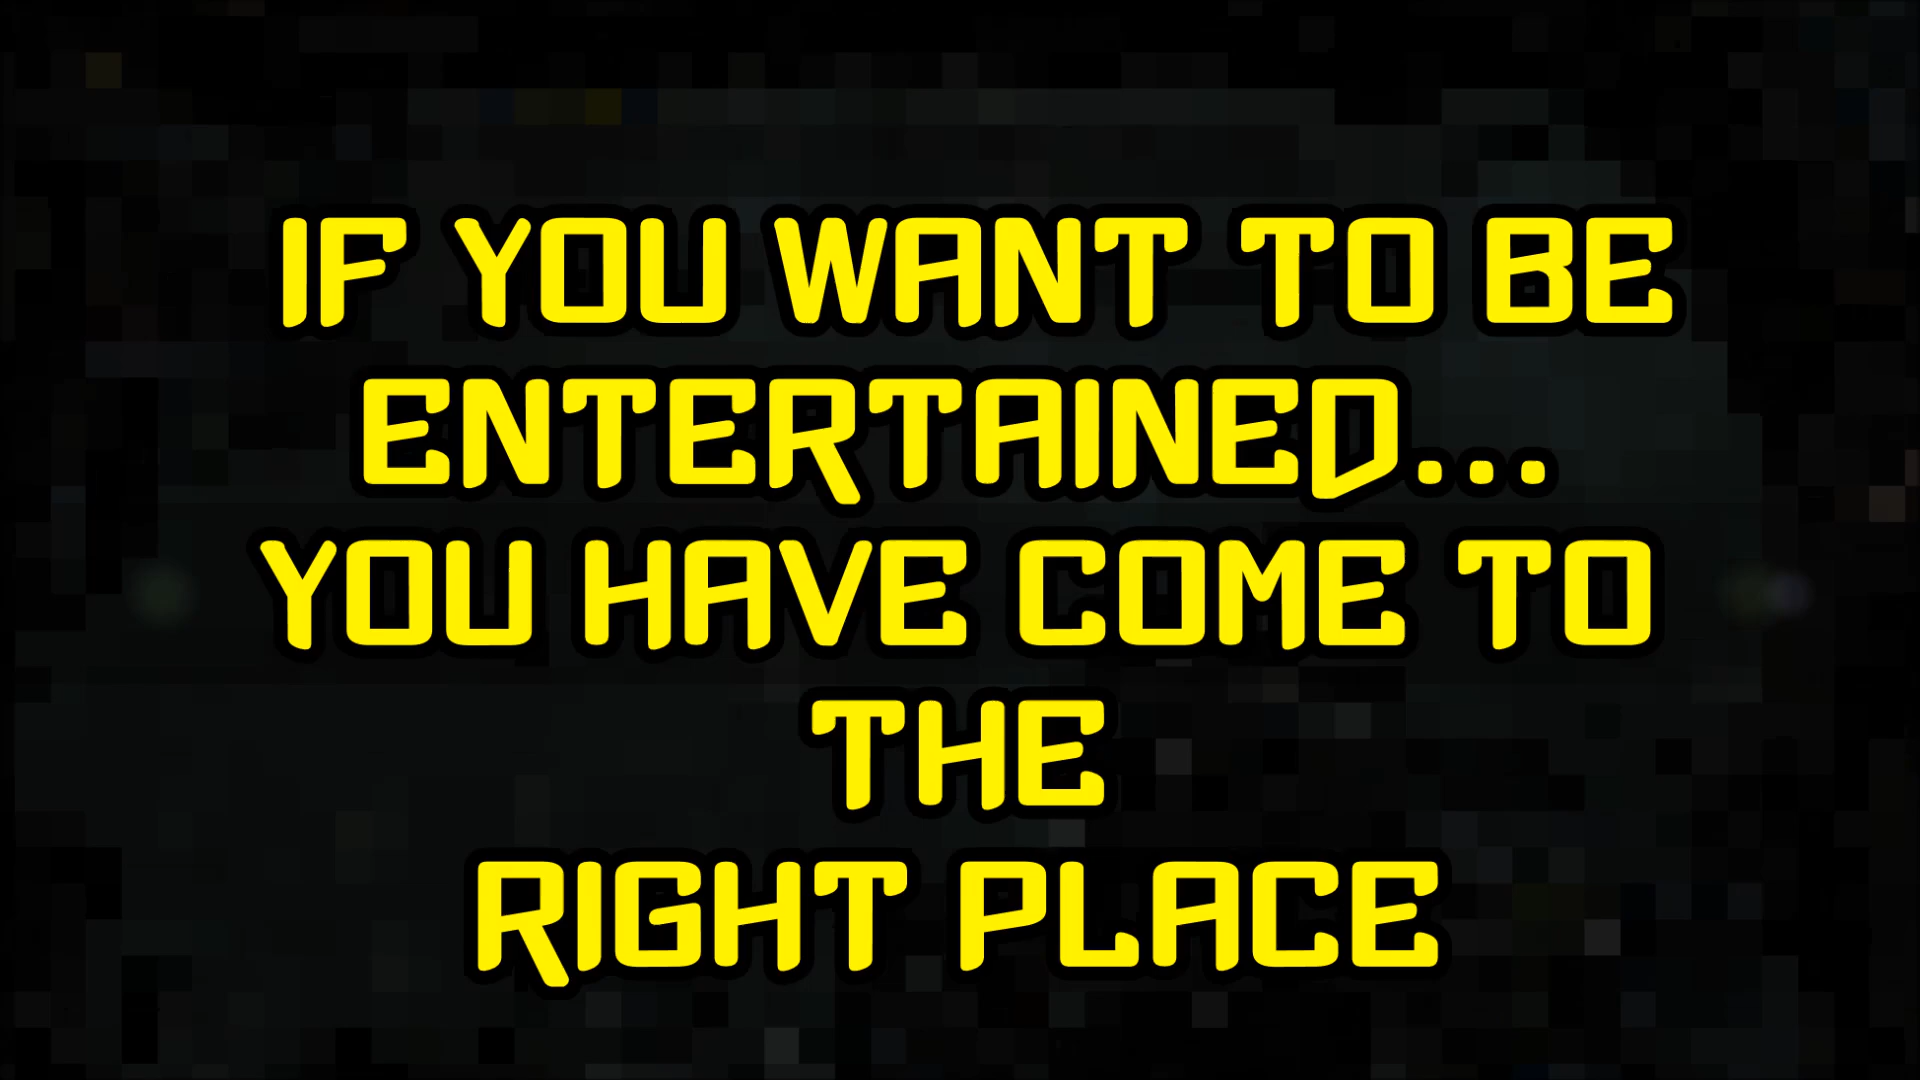 IF YOU WANT TO BE
ENTERTAINED...
YOU HAVE COME TO
THE
RIGHT PLACE